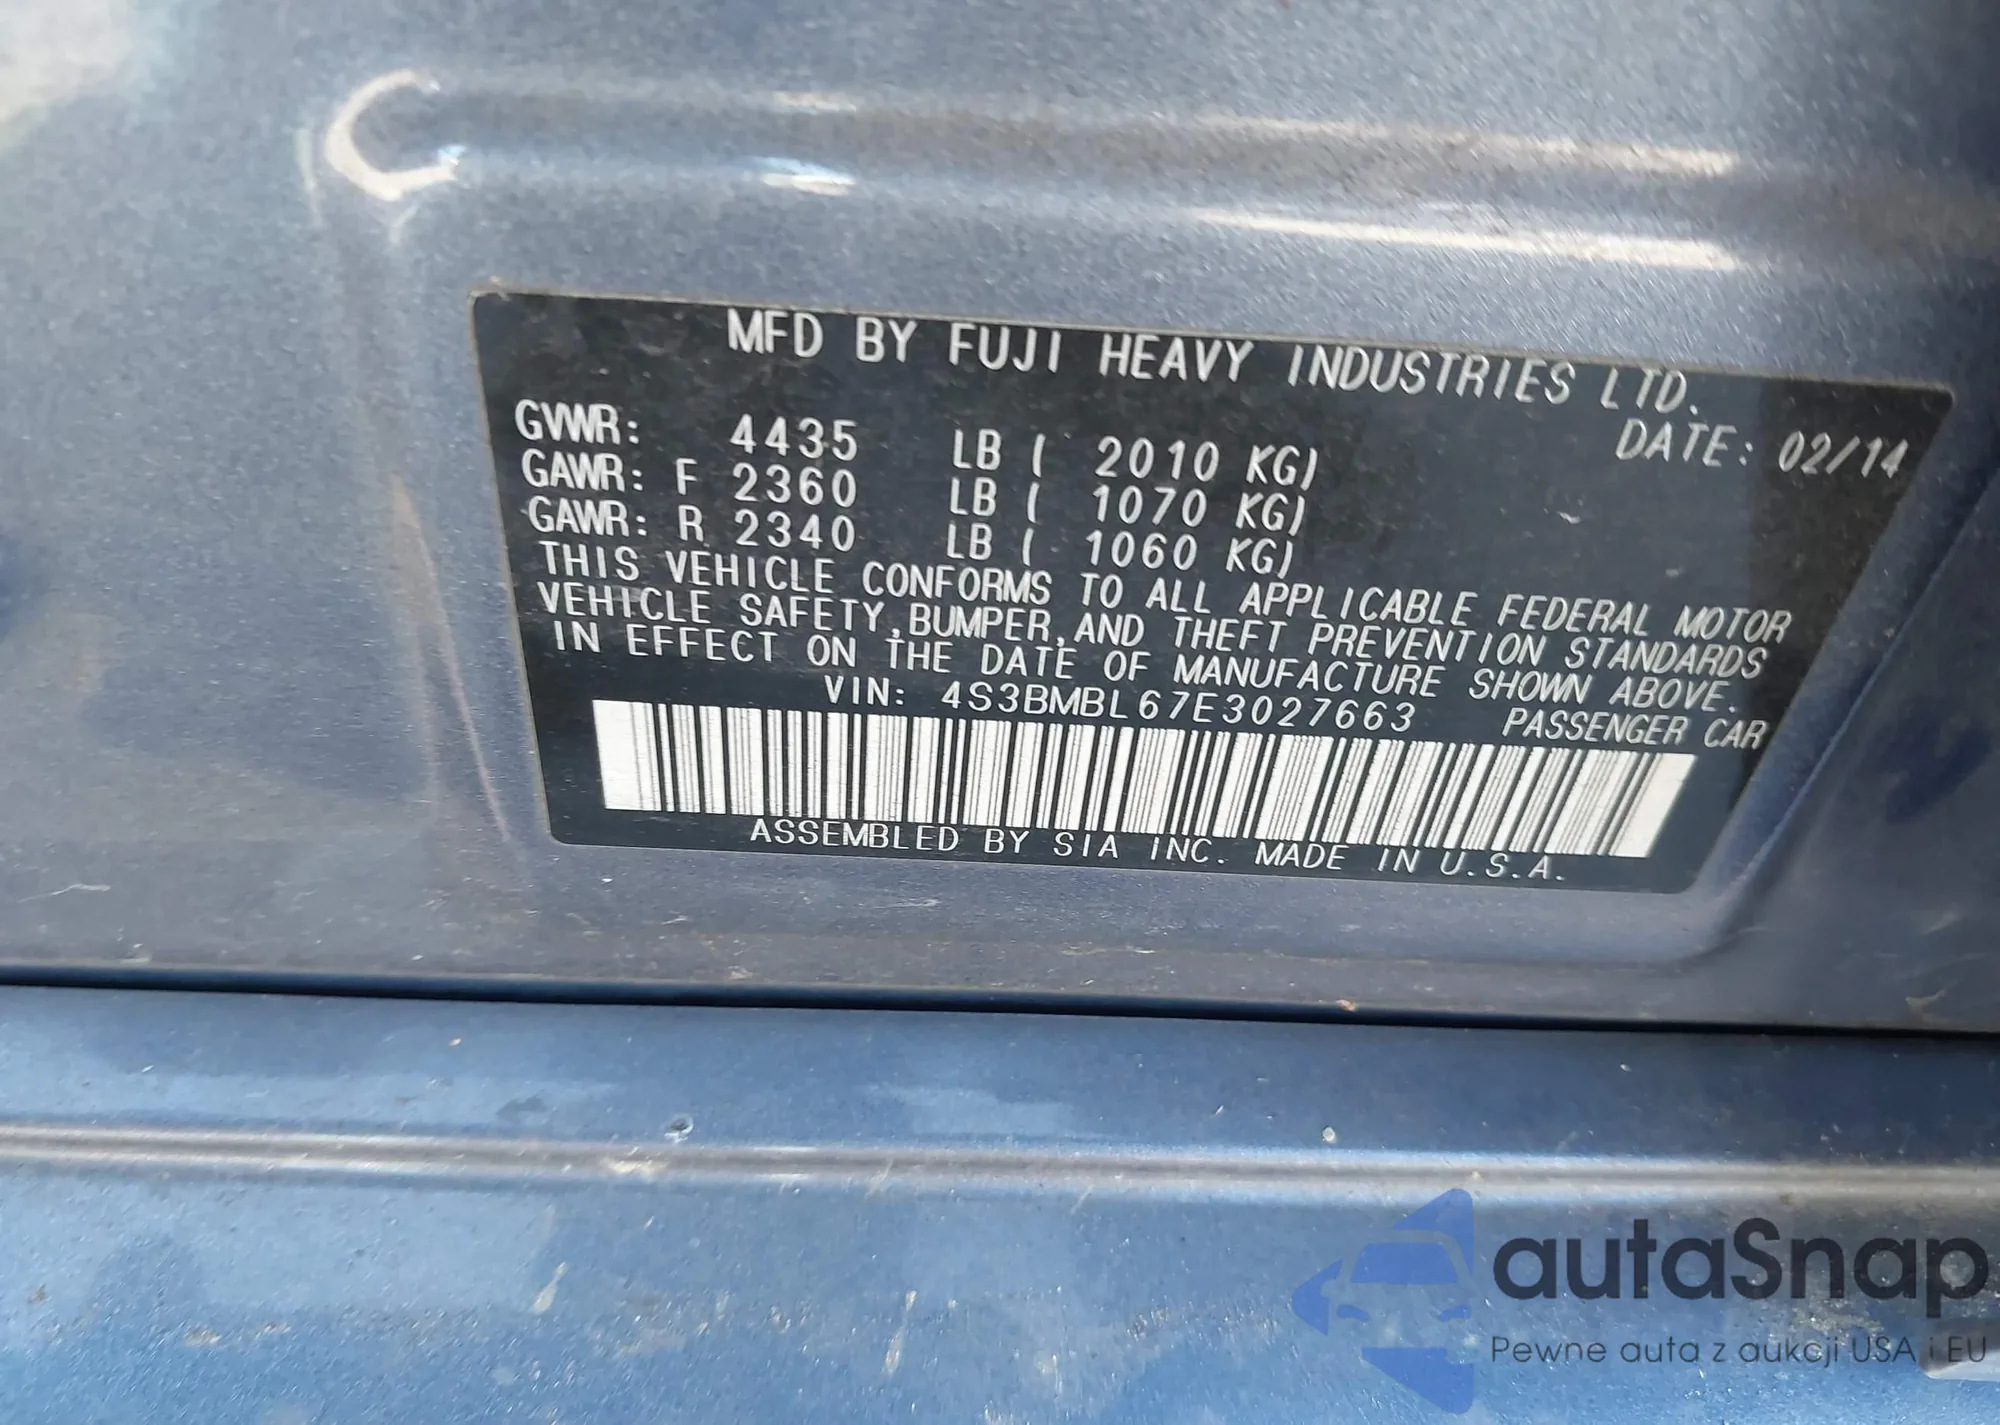 MFD BY FUJI HEAVY INDUSTRIES LTD.
DATE: 02/14
GVWR: 4435 LB ( 2010 KG)
GAWR: F 2360 LB ( 1070 KG)
GAWR: R 2340 LB ( 1060 KG)
THIS VEHICLE CONFORMS TO ALL APPLICABLE FEDERAL MOTOR
VEHICLE SAFETY,BUMPER,AND THEFT PREVENTION STANDARDS
IN EFFECT ON THE DATE OF MANUFACTURE SHOWN ABOVE.
VIN: 4S3BMBL67E3027663 PASSENGER CAR
ASSEMBLED BY SIA INC. MADE IN U.S.A.
autaSnap
Pewne auta z aukcji USA i EU